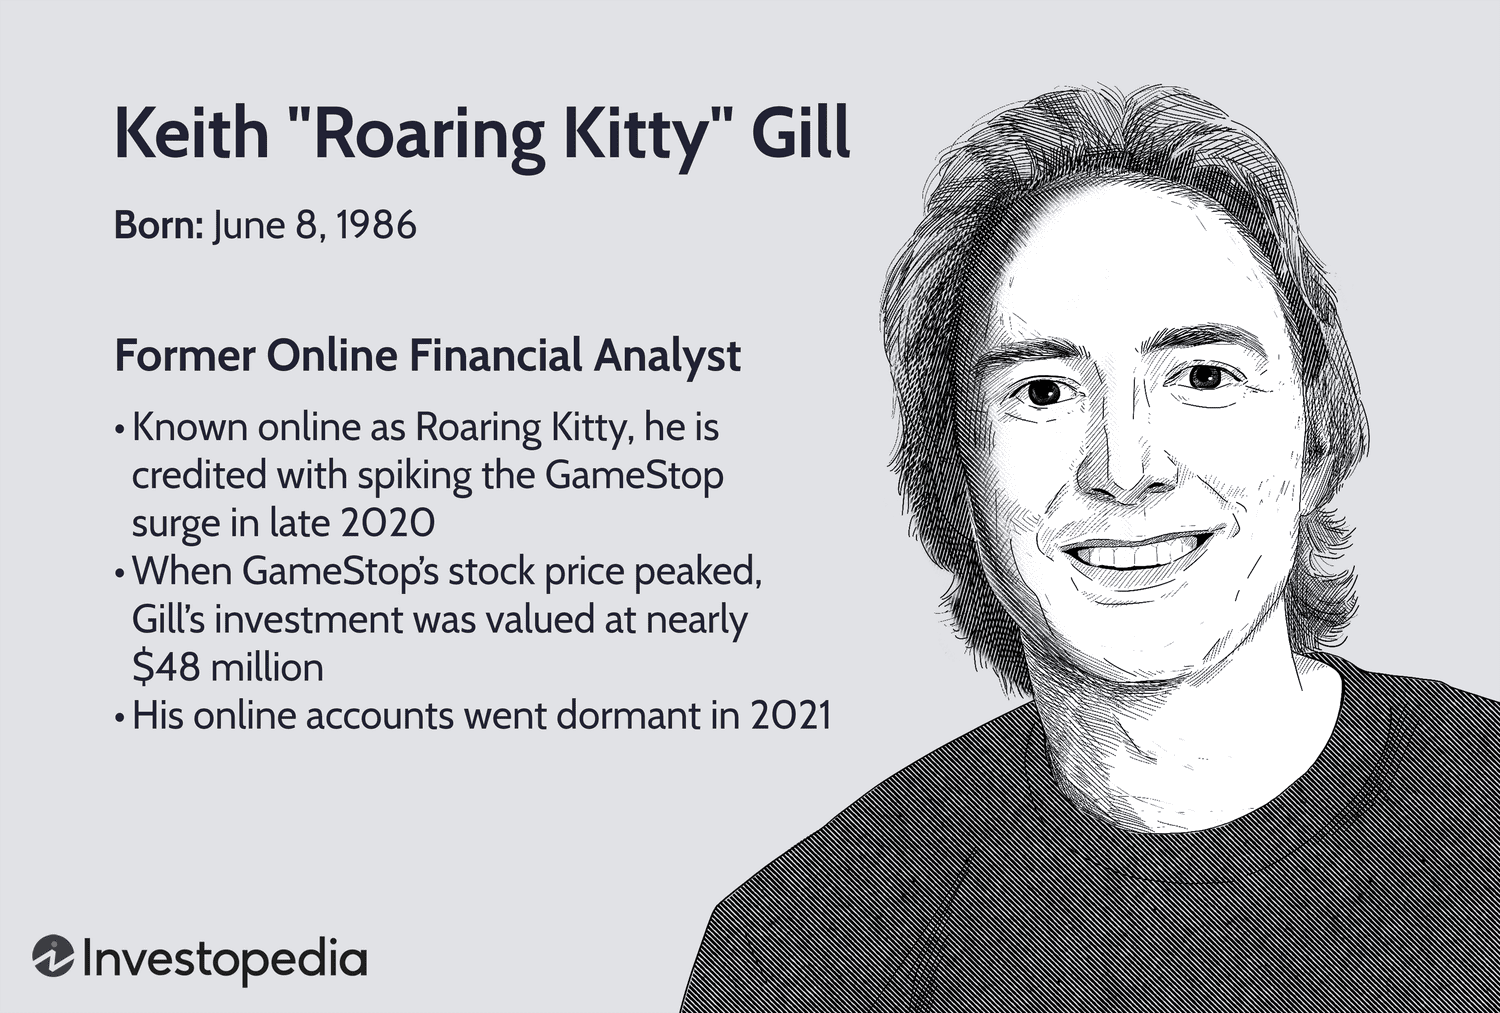 Keith "Roaring Kitty" Gill
Born: June 8, 1986
Former Online Financial Analyst
• Known online as Roaring Kitty, he is
credited with spiking the GameStop
surge in late 2020
• When GameStop’s stock price peaked,
Gill’s investment was valued at nearly
$48 million
• His online accounts went dormant in 2021
Investopedia